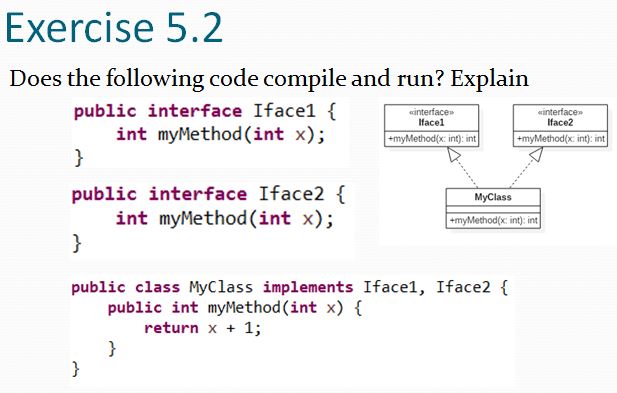 Exercise 5.2
Does the following code compile and run? Explain
public interface Iface1 {
int myMethod(int x);
}
public interface Iface2 {
int myMethod(int x);
}
«interface»
Iface1
+myMethod(x: int): int
«interface»
Iface2
+myMethod(x: int): int
MyClass
+myMethod(x: int): int
public class MyClass implements Iface1, Iface2 {
public int myMethod(int x) {
return x + 1;
}
}